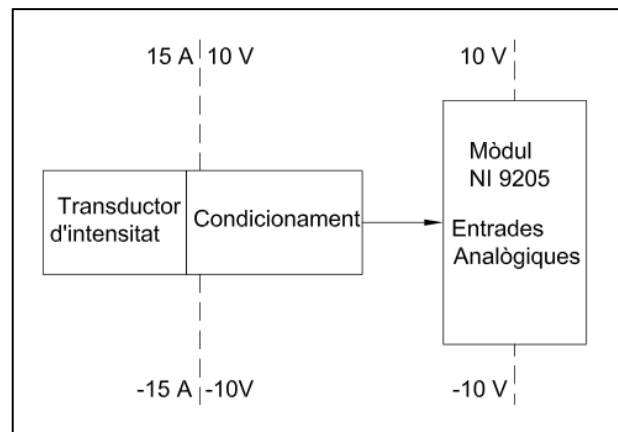 15 A 10 V
10 V
Transductor
d'intensitat
Condicionament
Mòdul
NI 9205
Entrades
Analògiques
-15 A -10V
-10 V